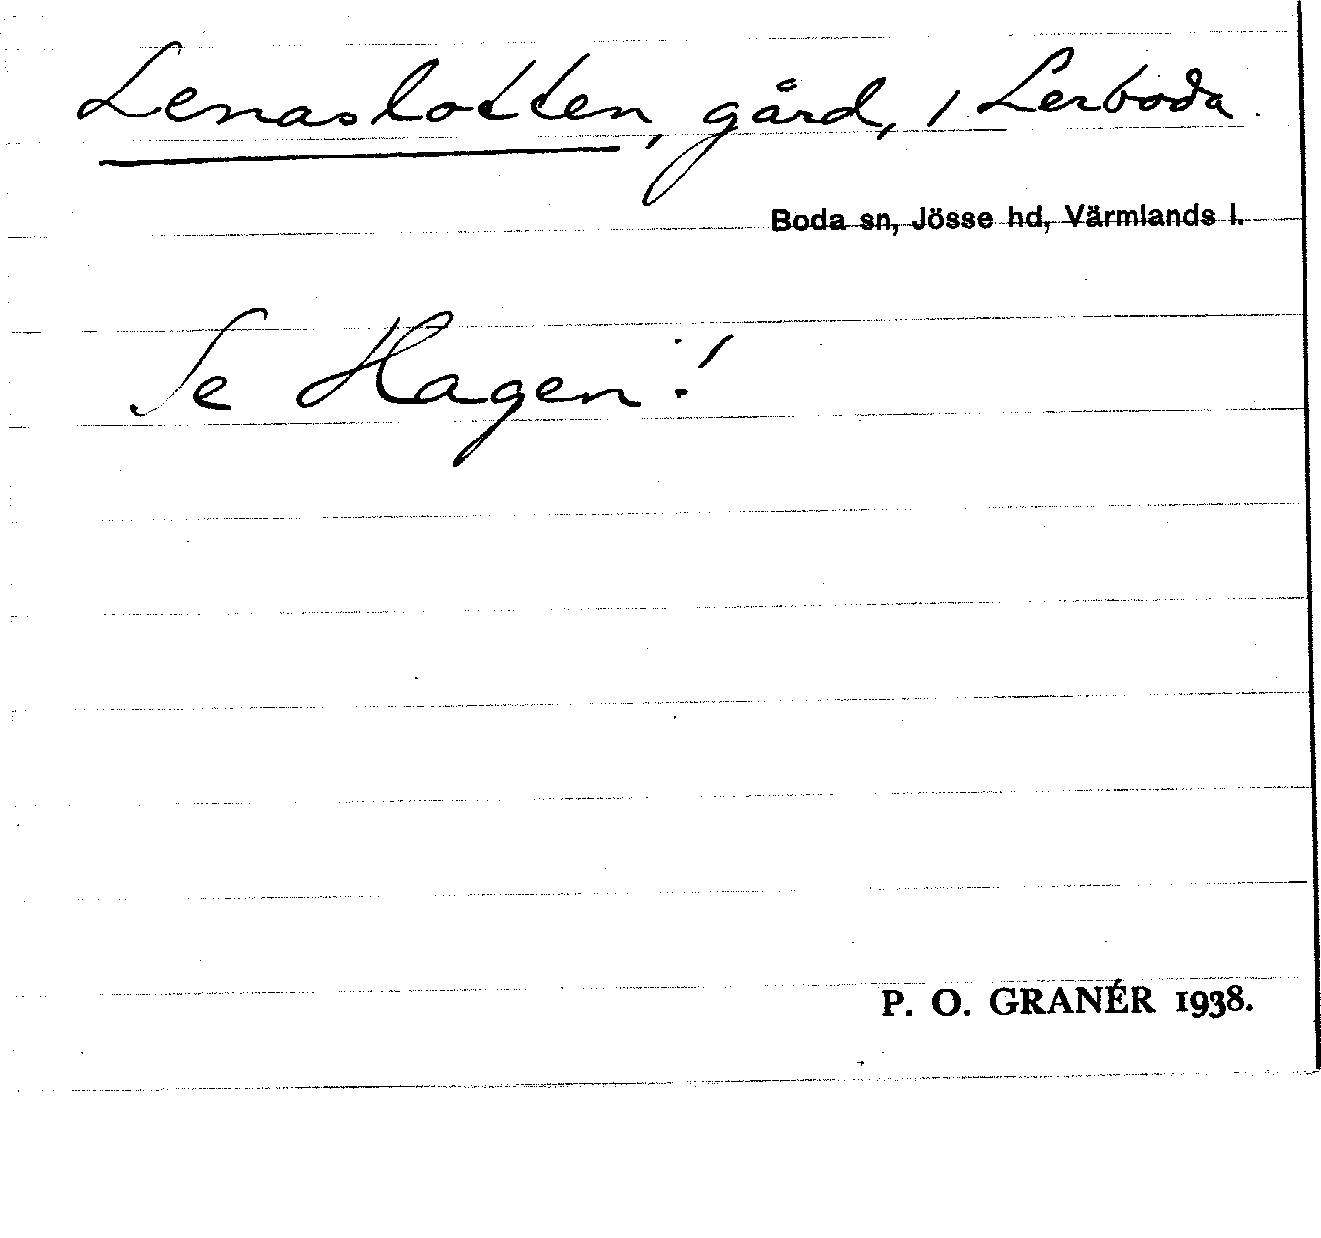 Lenaslotten, gård, i Lerboda.
Boda sn, Jösse hd, Värmlands l.
Se Hagen!
P. O. GRANÉR 1938.